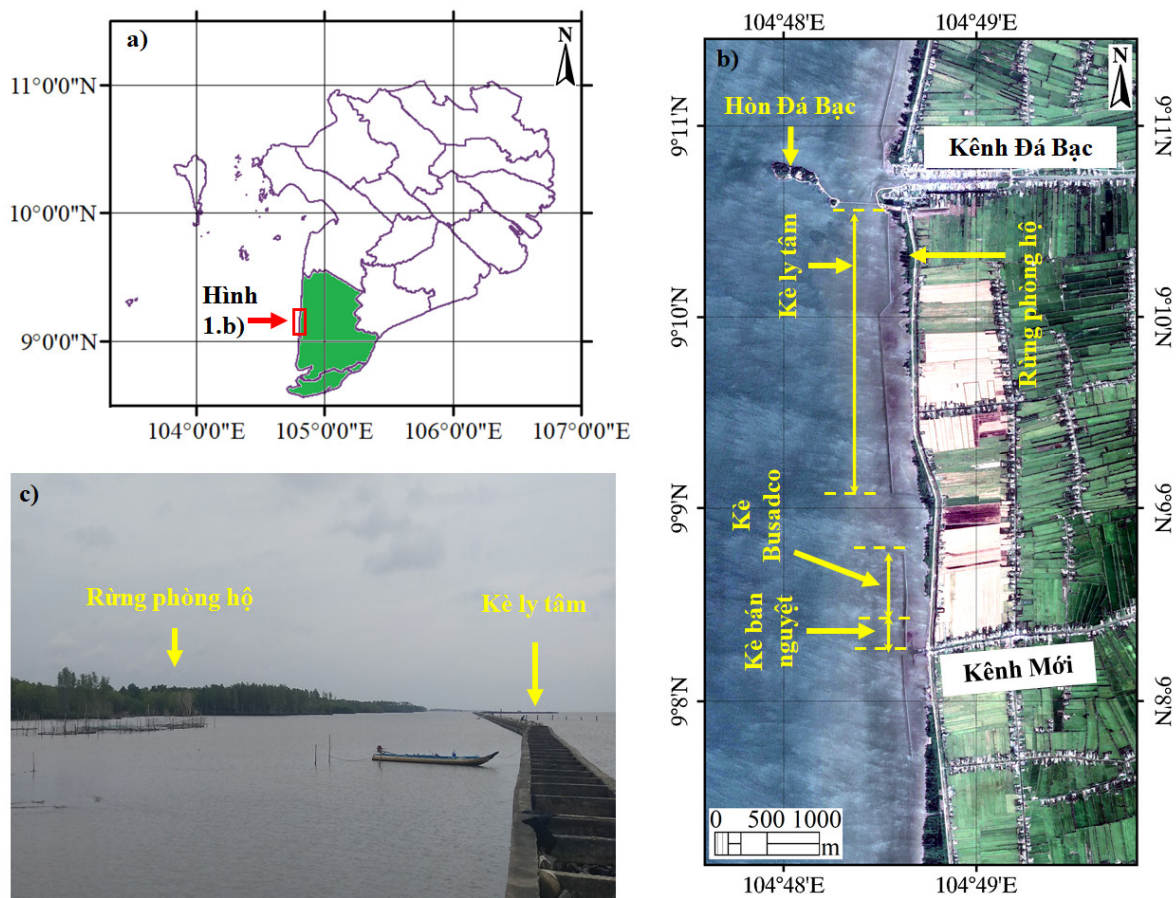 a)
N
11°0'0"N
10°0'0"N
9°0'0"N
Hình
1.b)
104°0'0"E
105°0'0"E
106°0'0"E
107°0'0"E
c)
Rừng phòng hộ
Kè ly tâm
104°48'E
104°49'E
b)
N
Hòn Đá Bạc
9°11'N
9°11'N
Kênh Đá Bạc
Kè ly tâm
Rừng phòng hộ
9°10'N
9°10'N
9°9'N
9°9'N
Kè
Busadco
Kè bán
nguyệt
Kênh Mới
9°8'N
9°8'N
0 500 1000
m
104°48'E
104°49'E